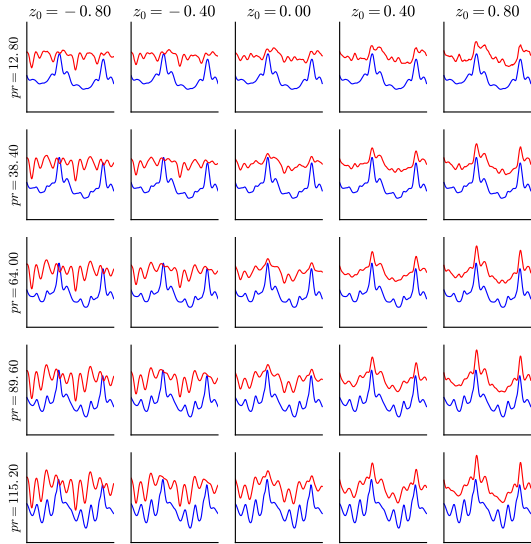 z₀ = −0.80 z₀ = −0.40 z₀ = 0.00 z₀ = 0.40 z₀ = 0.80
pr = 12.80
pr = 38.40
pr = 64.00
pr = 89.60
pr = 115.20